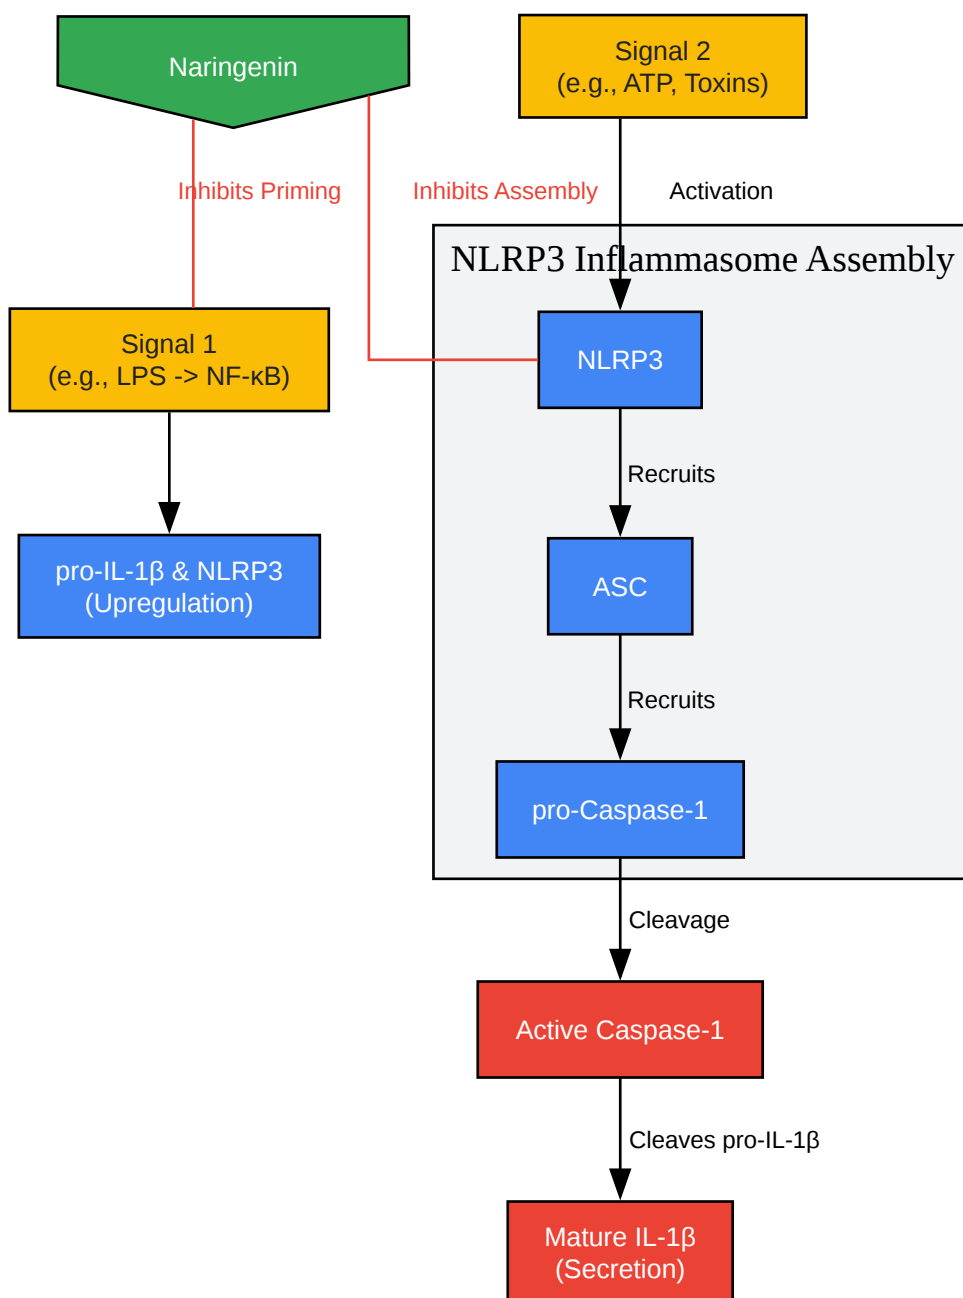 Naringenin
Signal 2
(e.g., ATP, Toxins)
Inhibits Priming
Inhibits Assembly
Activation
NLRP3 Inflammasome Assembly
Signal 1
(e.g., LPS -> NF-κB)
NLRP3
Recruits
pro-IL-1β & NLRP3
(Upregulation)
ASC
Recruits
pro-Caspase-1
Cleavage
Active Caspase-1
Cleaves pro-IL-1β
Mature IL-1β
(Secretion)